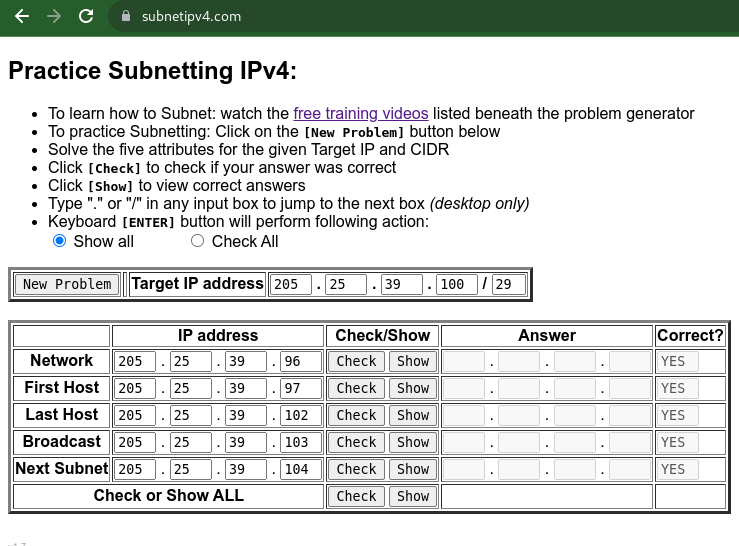 subnetipv4.com
Practice Subnetting IPv4:
• To learn how to Subnet: watch the free training videos listed beneath the problem generator
• To practice Subnetting: Click on the [New Problem] button below
• Solve the five attributes for the given Target IP and CIDR
• Click [Check] to check if your answer was correct
• Click [Show] to view correct answers
• Type "." or "/" in any input box to jump to the next box (desktop only)
• Keyboard [ENTER] button will perform following action:
Show all Check All
New Problem Target IP address 205 . 25 . 39 . 100 / 29
IP address Check/Show Answer Correct?
Network 205 . 25 . 39 . 96 Check Show . . . YES
First Host 205 . 25 . 39 . 97 Check Show . . . YES
Last Host 205 . 25 . 39 . 102 Check Show . . . YES
Broadcast 205 . 25 . 39 . 103 Check Show . . . YES
Next Subnet 205 . 25 . 39 . 104 Check Show . . . YES
Check or Show ALL Check Show